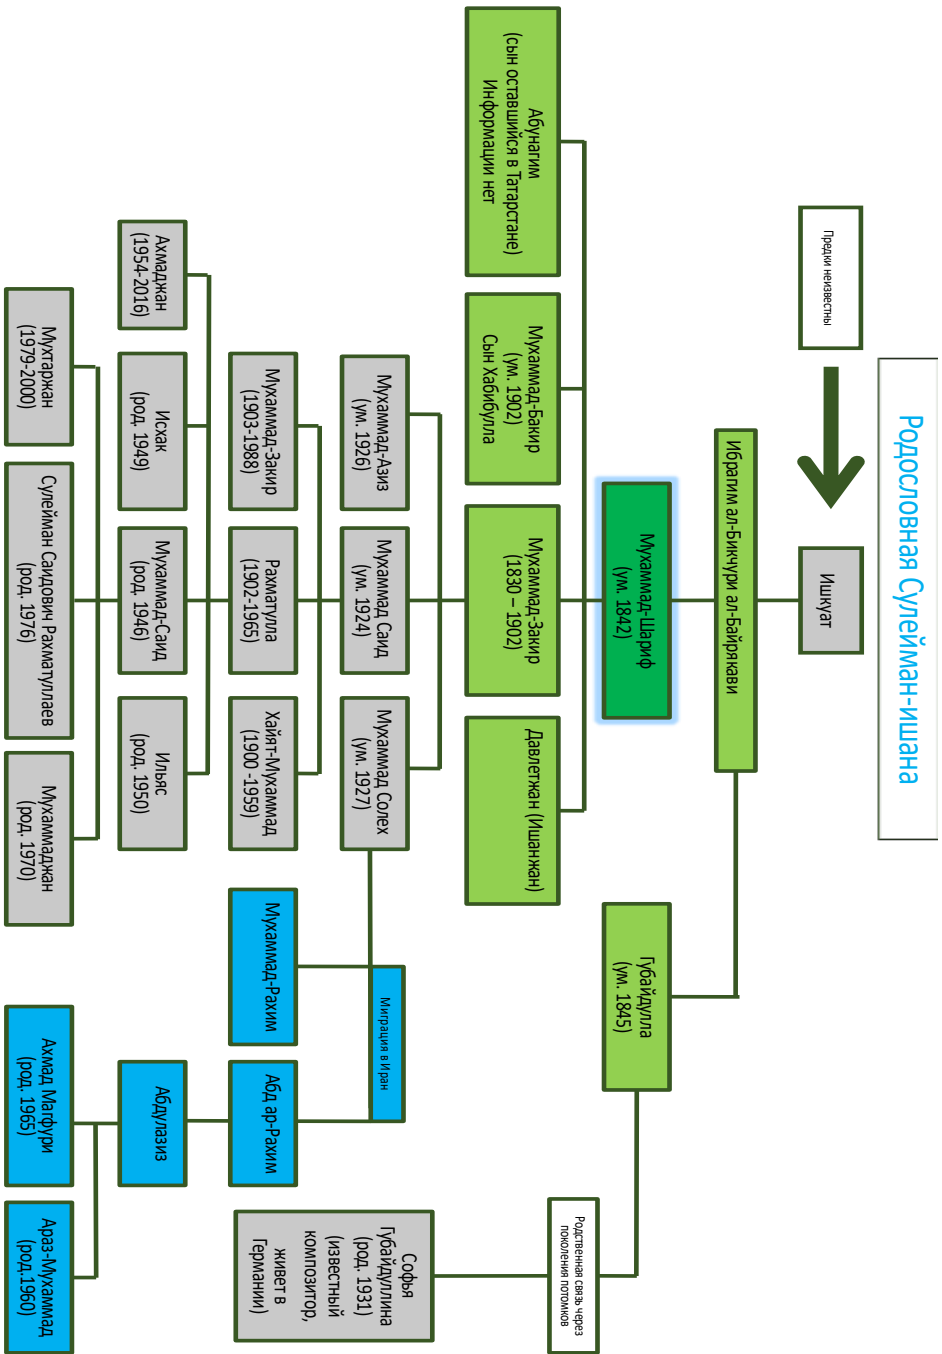 Родословная Сулейман-ишана
Предки неизвестны
Ишкуат
Ибрагим ал-Бикчури ал-Байрякави
Мухаммад-Шариф
(ум. 1842)
Губайдулла
(ум. 1845)
Абунагим
(сын оставшийся в Татарстане)
Информации нет
Мухаммад-Бакир
(ум. 1902)
Сын Хабибулла
Мухаммад-Закир
(1830 – 1902)
Давлетжан (Ишанжан)
Родственная связь через
поколения потомков
Мухаммад-Азиз
(ум. 1926)
Мухаммад Саид
(ум. 1924)
Мухаммад Солех
(ум. 1927)
Миграция в Иран
Софья
Губайдуллина
(род. 1931)
(известный
композитор,
живет в
Германии)
Мухаммад-Закир
(1903-1988)
Рахматулла
(1902-1965)
Хайят-Мухаммад
(1900 -1959)
Мухаммад-Рахим
Абд ар-Рахим
Ахмаджан
(1954-2016)
Исхак
(род. 1949)
Мухаммад-Саид
(род. 1946)
Ильяс
(род. 1950)
Абдулазиз
Мухтаржан
(1979-2000)
Сулейман Саидович Рахматуллаев
(род. 1976)
Мухаммаджан
(род. 1970)
Ахмад Магфури
(род. 1965)
Араз-Мухаммад
(род.1960)